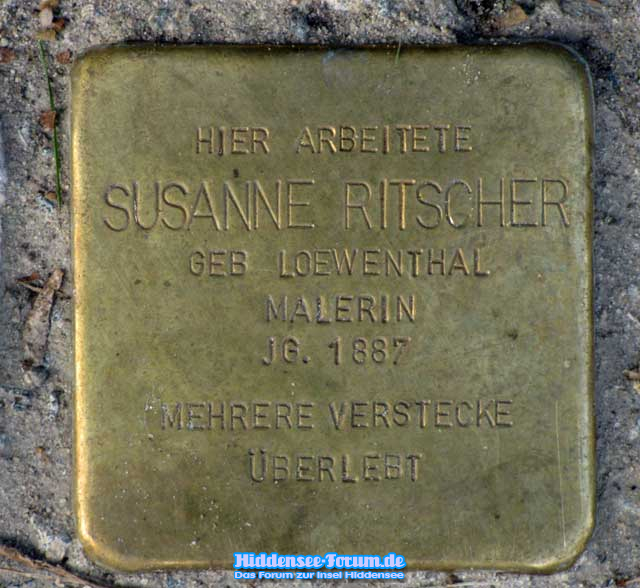 HIER ARBEITETE
SUSANNE RITSCHER
GEB LOEWENTHAL
MALERIN
JG. 1887
MEHRERE VERSTECKE
ÜBERLEBT
Hiddensee-Forum.de
Das Forum zur Insel Hiddensee